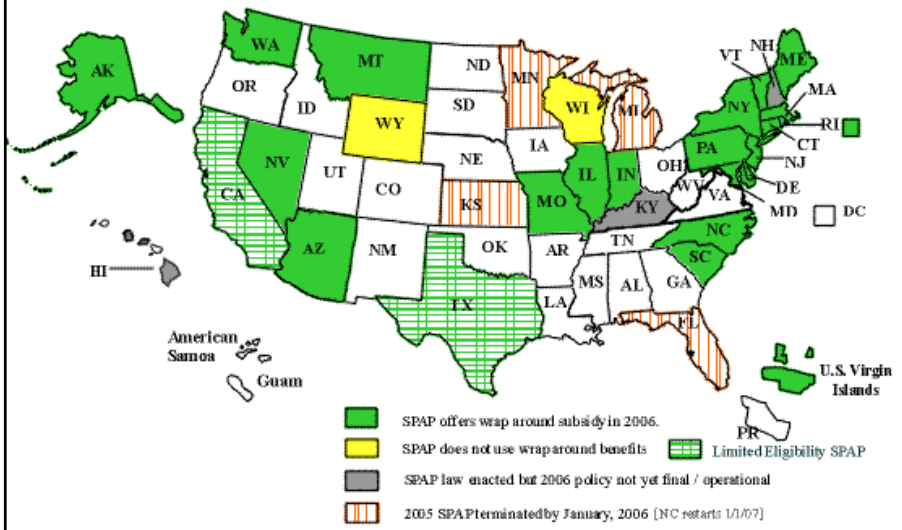 WA
MT
ND
MN
VT
NH
ME
AK
OR
ID
SD
WI
MI
NY
MA
WY
RI
CT
NV
NE
IA
PA
NJ
UT
CO
IL
IN
OH
CA
WV
VA
DE
KS
MO
KY
MD
DC
NC
AZ
NM
OK
AR
TN
SC
HI
MS
AL
GA
TX
LA
FL
American
Samoa
Guam
U.S. Virgin
Islands
PR
SPAP offers wrap around subsidy in 2006.
SPAP does not use wrap around benefits
Limited Eligibility SPAP
SPAP law enacted but 2006 policy not yet final / operational
2005 SPAP terminated by January, 2006 [NC restarts 1/1/07]